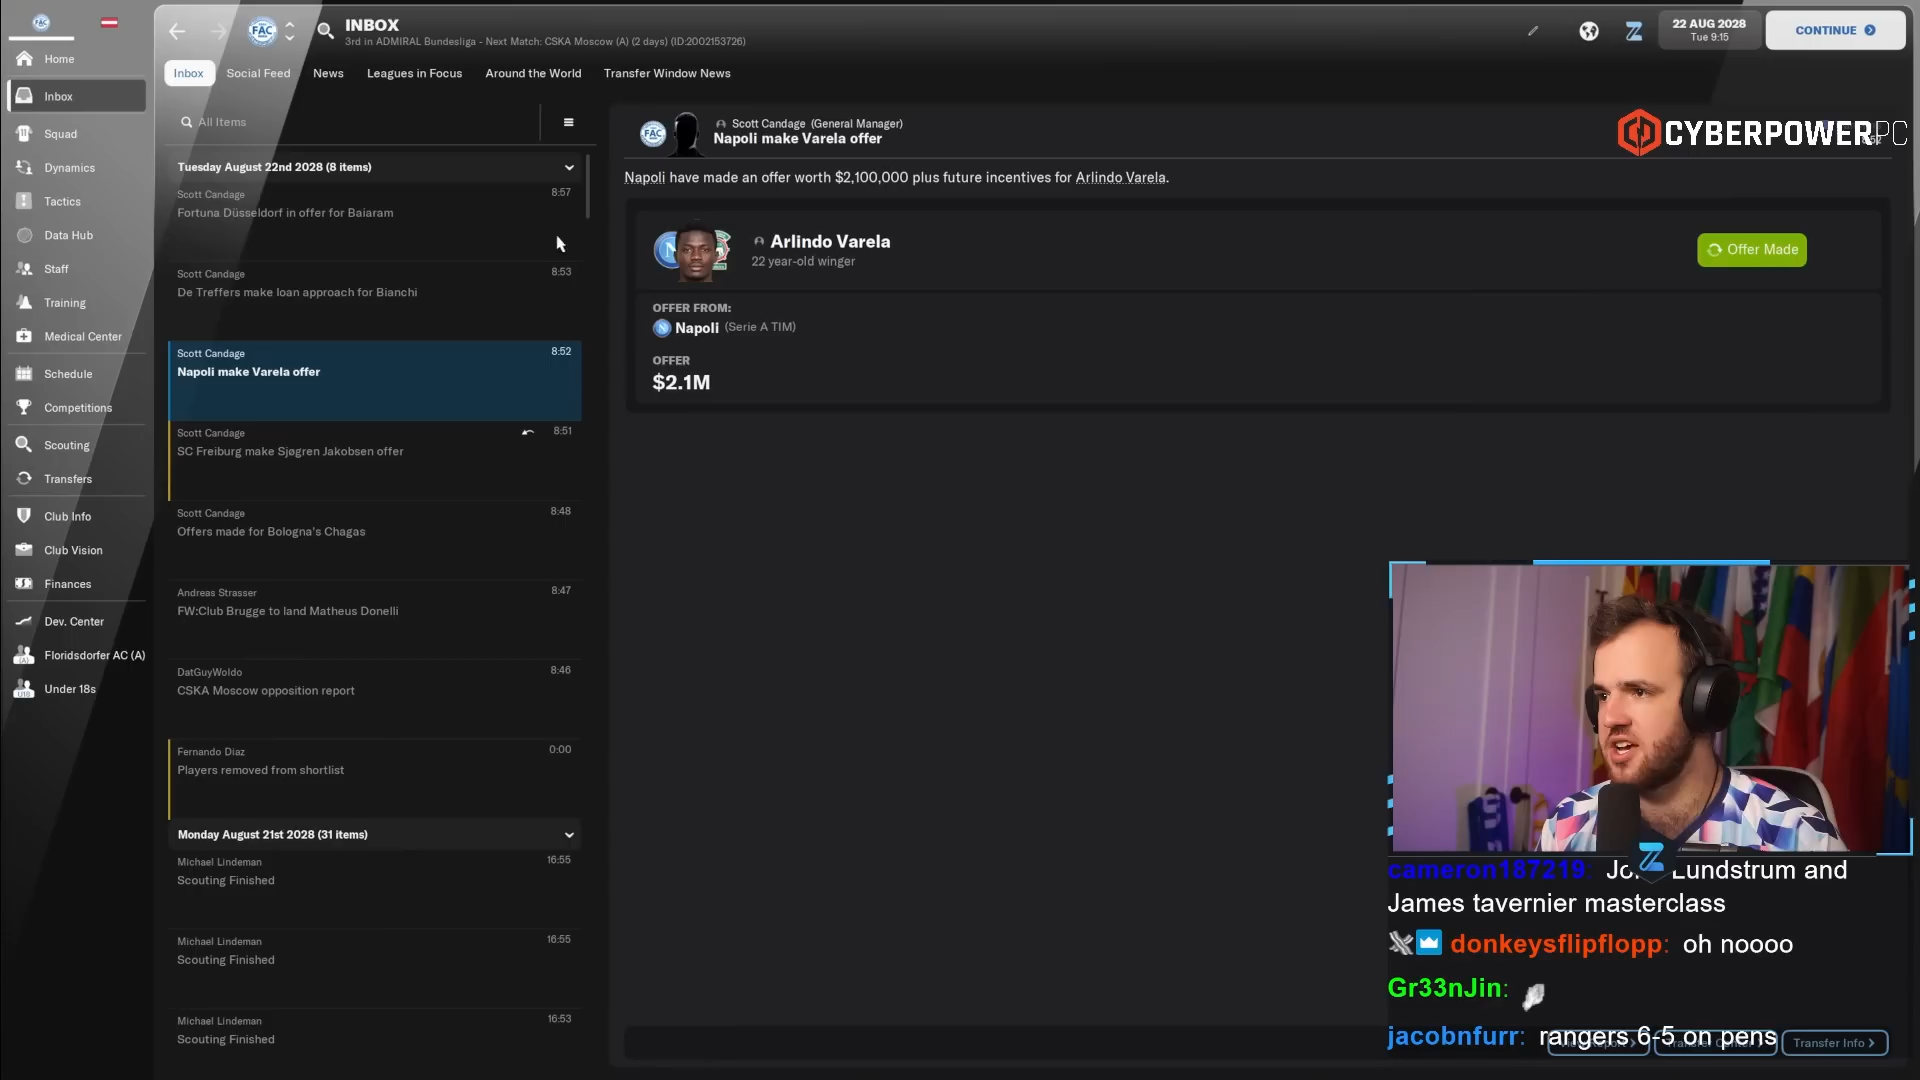 FAC
INBOX
3rd in ADMIRAL Bundesliga - Next Match: CSKA Moscow (A) (2 days) (ID:2002153726)
22 AUG 2028
Tue 9:15
CONTINUE
Home
Inbox
Squad
Dynamics
Tactics
Data Hub
Staff
Training
Medical Center
Schedule
Competitions
Scouting
Transfers
Club Info
Club Vision
Finances
Dev. Center
Floridsdorfer AC (A)
Under 18s
Inbox Social Feed News Leagues in Focus Around the World Transfer Window News
All Items
Tuesday August 22nd 2028 (8 items)
Scott Candage 8:57
Fortuna Düsseldorf in offer for Baiaram
Scott Candage 8:53
De Treffers make loan approach for Bianchi
Scott Candage 8:52
Napoli make Varela offer
Scott Candage 8:51
SC Freiburg make Sjøgren Jakobsen offer
Scott Candage 8:48
Offers made for Bologna's Chagas
Andreas Strasser 8:47
FW:Club Brugge to land Matheus Donelli
DatGuyWoldo 8:46
CSKA Moscow opposition report
Fernando Diaz 0:00
Players removed from shortlist
Monday August 21st 2028 (31 items)
Michael Lindeman 16:55
Scouting Finished
Michael Lindeman 16:55
Scouting Finished
Michael Lindeman 16:53
Scouting Finished
FAC
Scott Candage (General Manager)
Napoli make Varela offer
CYBERPOWERPC
Napoli have made an offer worth $2,100,000 plus future incentives for Arlindo Varela.
Arlindo Varela
22 year-old winger
Offer Made
OFFER FROM:
Napoli (Serie A TIM)
OFFER
$2.1M
cameron187219: Lundstrum and
James tavernier masterclass
donkeysflipflopp: oh noooo
Gr33nJin:
jacobnfurr: rangers 6-5 on pens
Transfer Info